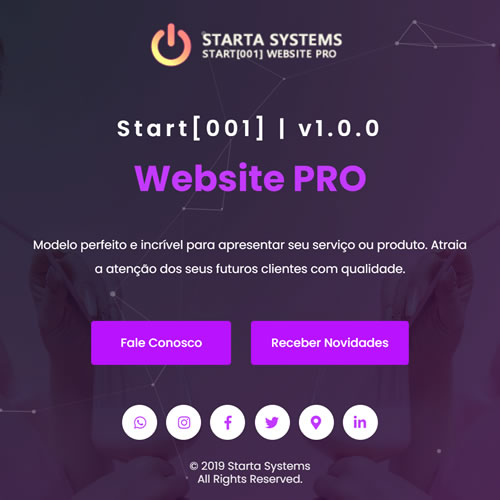 STARTA SYSTEMS
START[001] WEBSITE PRO
Start[001] | v1.0.0
Website PRO
Modelo perfeito e incrível para apresentar seu serviço ou produto. Atraia
a atenção dos seus futuros clientes com qualidade.
Fale Conosco
Receber Novidades
© 2019 Starta Systems
All Rights Reserved.